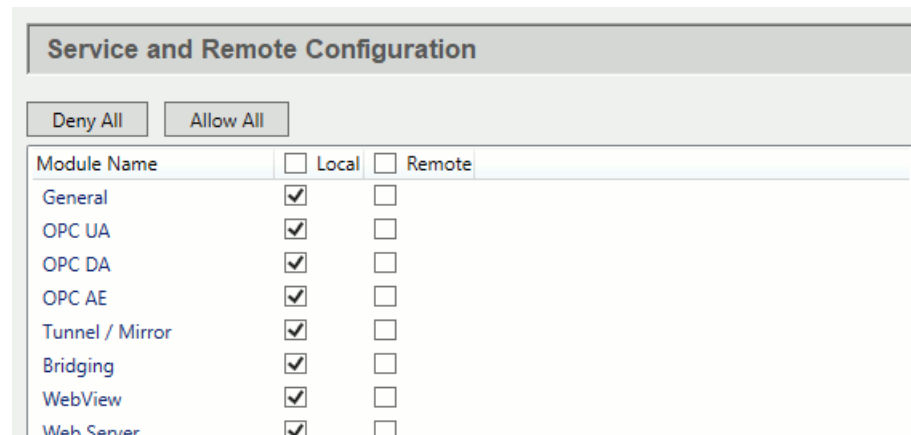 Service and Remote Configuration
Deny All Allow All
Module Name Local Remote
General
OPC UA
OPC DA
OPC AE
Tunnel / Mirror
Bridging
WebView
Web Server